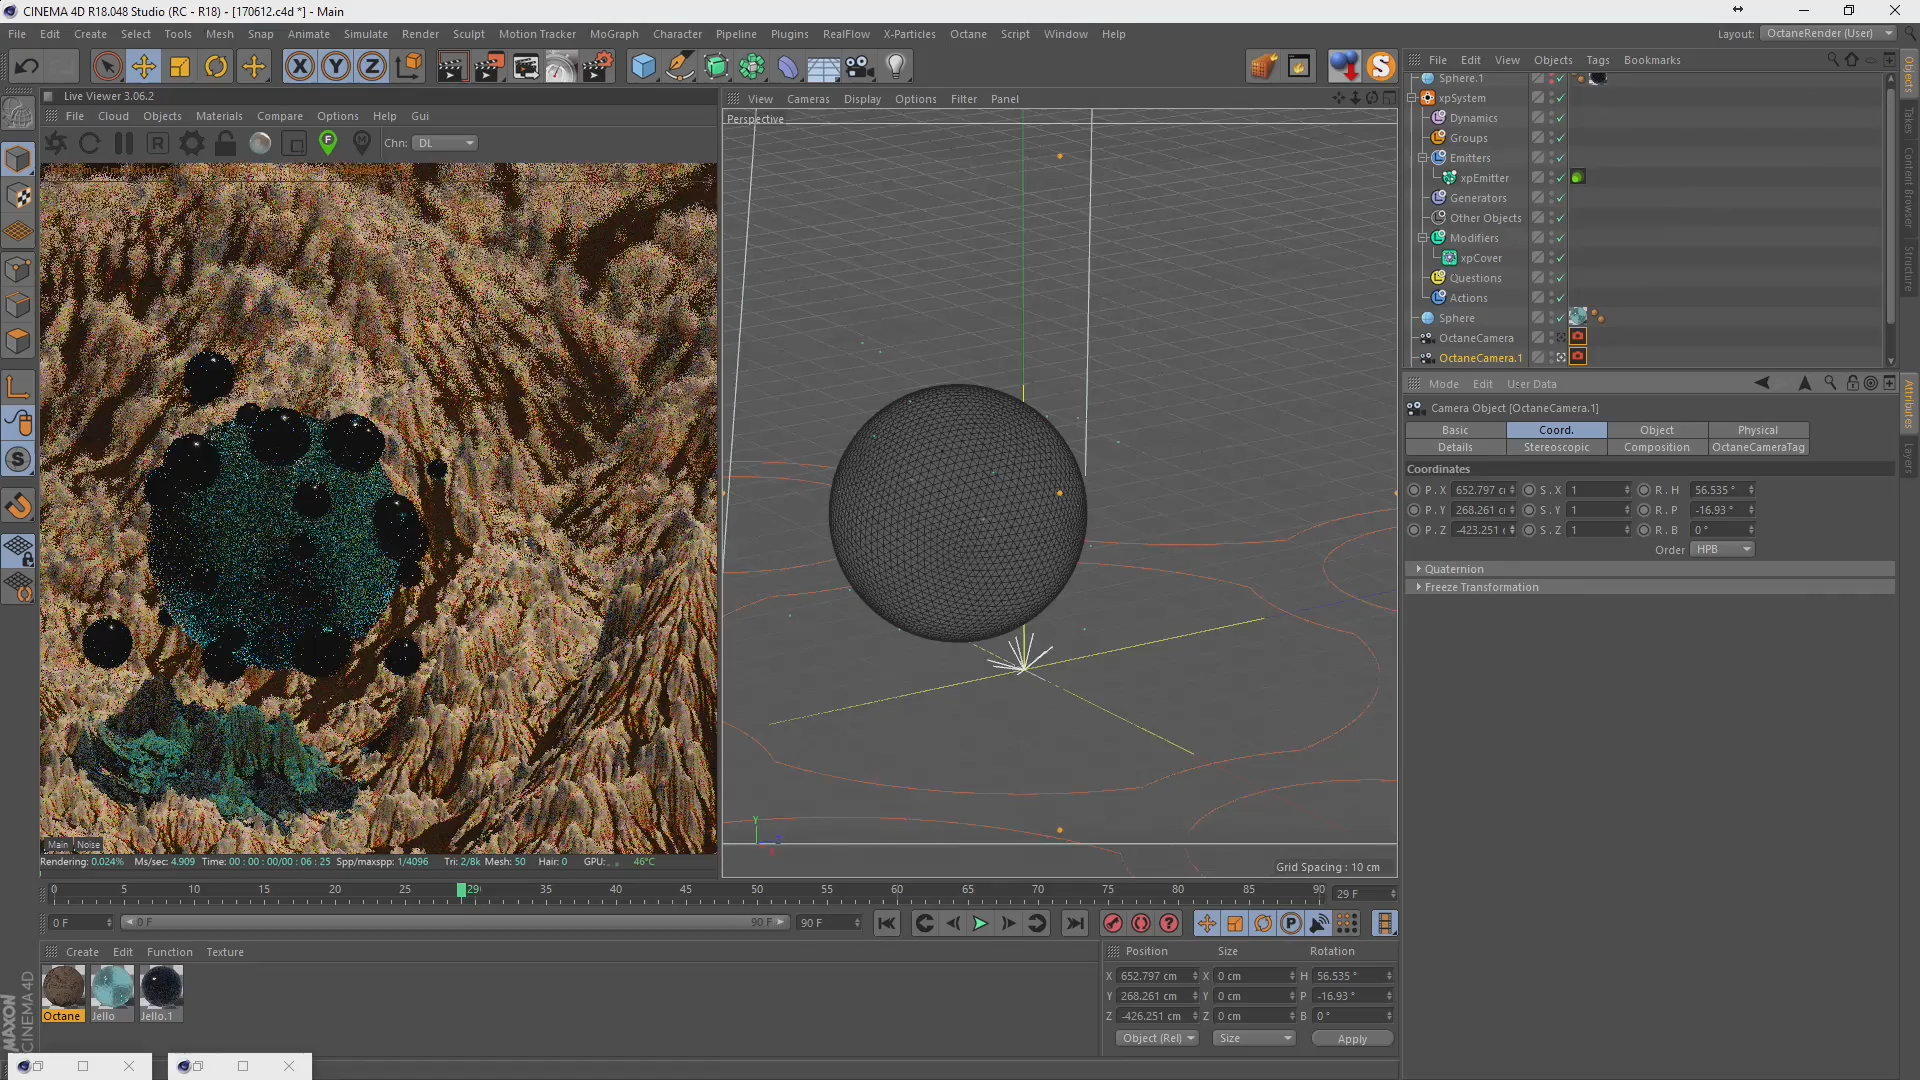 CINEMA 4D R18.048 Studio (RC - R18) - [170612.c4d *] - Main
File Edit Create Select Tools Mesh Snap Animate Simulate Render Sculpt Motion Tracker MoGraph Character Pipeline Plugins RealFlow X-Particles Octane Script Window Help
Layout: OctaneRender (User)
Live Viewer 3.06.2
File Cloud Objects Materials Compare Options Help Gui
Chn: DL
Main Noise
Rendering: 0.024% Ms/sec: 4.909 Time: 00 : 00 : 00/00 : 06 : 25 Spp/maxspp: 1/4096 Tri: 2/8k Mesh: 50 Hair: 0 GPU: 46°C
View Cameras Display Options Filter Panel
Perspective
Grid Spacing : 10 cm
File Edit View Objects Tags Bookmarks
Sphere.1
xpSystem
Dynamics
Groups
Emitters
xpEmitter
Generators
Other Objects
Modifiers
xpCover
Questions
Actions
Sphere
OctaneCamera
OctaneCamera.1
Objects
Takes
Content Browser
Structure
Attributes
Layers
Mode Edit User Data
Camera Object [OctaneCamera.1]
Basic Coord. Object Physical
Details Stereoscopic Composition OctaneCameraTag
Coordinates
P . X 652.797 S . X 1 R . H 56.535 °
P . Y 268.261 S . Y 1 R . P -16.93 °
P . Z -423.251 S . Z 1 R . B 0 °
Order HPB
Quaternion
Freeze Transformation
0 5 10 15 20 25 29 35 40 45 50 55 60 65 70 75 80 85 90 29 F
0 F 0 F 90 F 90 F
Create Edit Function Texture
Octane Jello Jello.1
Position Size Rotation
X 652.797 cm X 0 cm H 56.535 °
Y 268.261 cm Y 0 cm P -16.93 °
Z -426.251 cm Z 0 cm B 0 °
Object (Rel) Size Apply
MAXON
CINEMA 4D